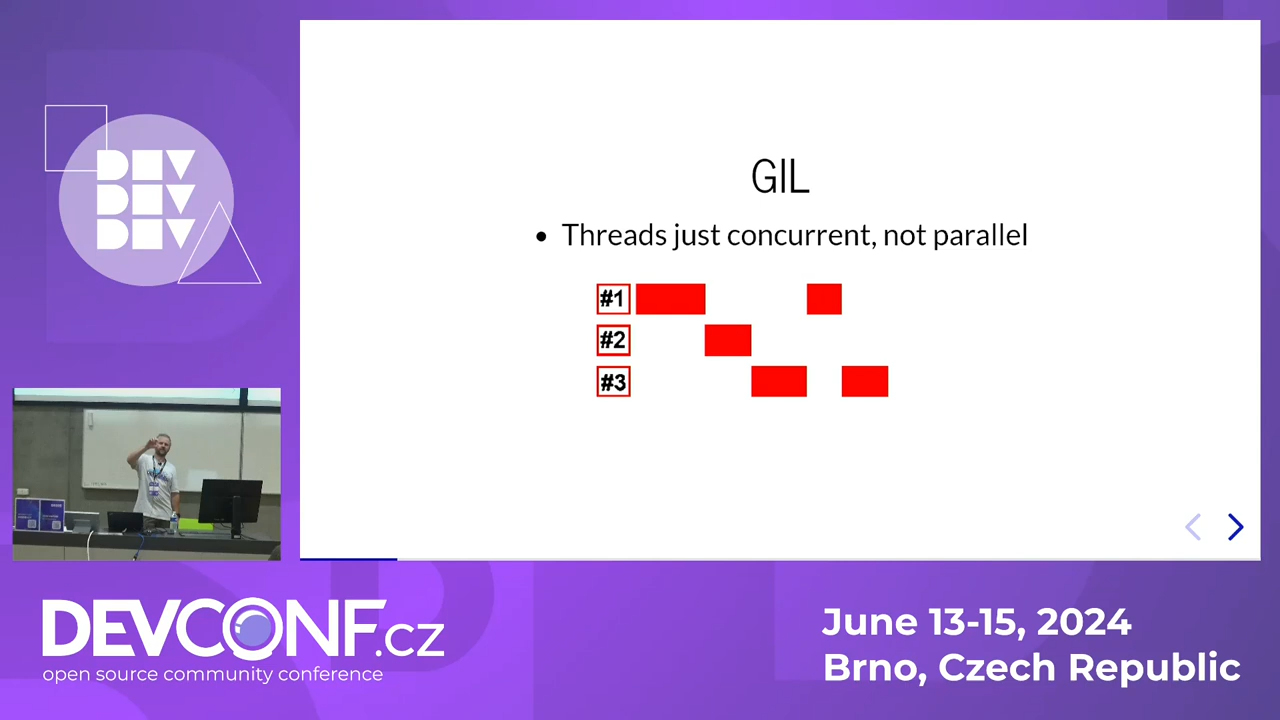 DEV
DEV
DEV
GIL
• Threads just concurrent, not parallel
#1
#2
#3
DEVCONF.cz
open source community conference
June 13-15, 2024
Brno, Czech Republic